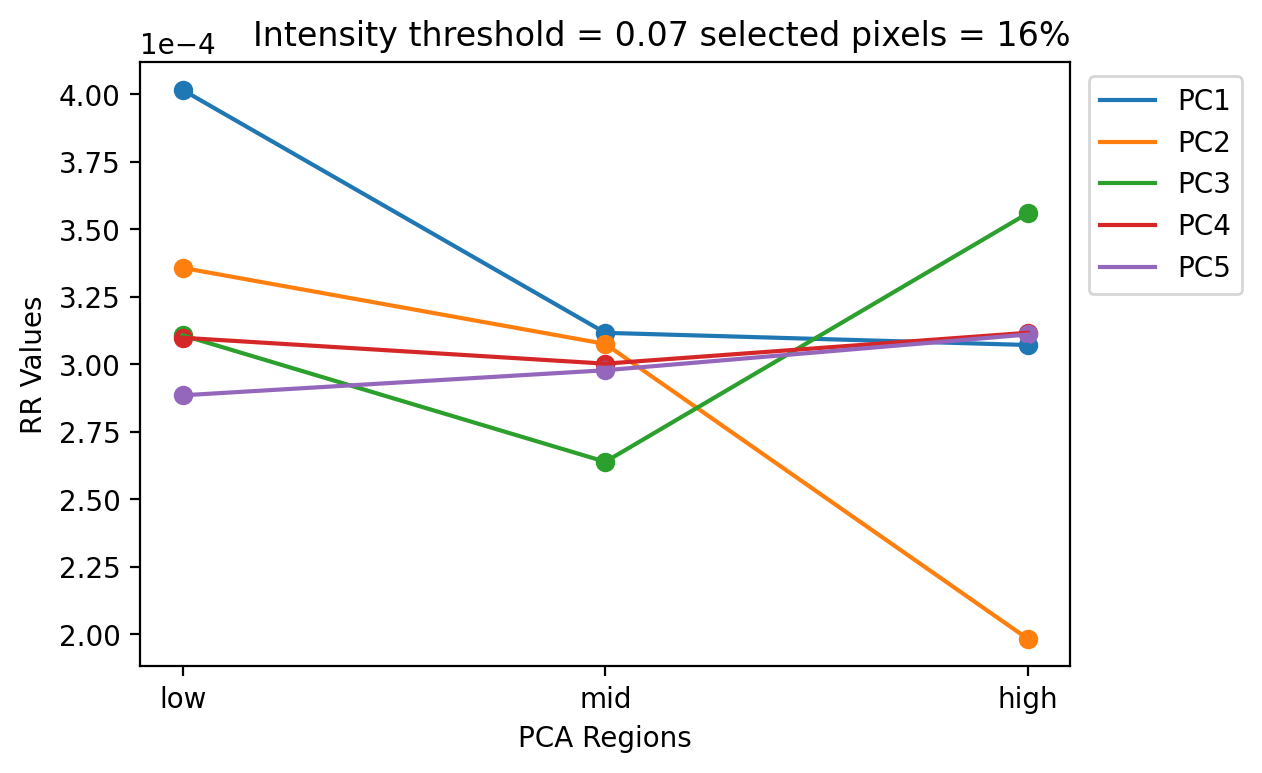 Intensity threshold = 0.07 selected pixels = 16%
1e−4
4.00
3.75
3.50
3.25
3.00
2.75
2.50
2.25
2.00
RR Values
low
mid
high
PCA Regions
PC1
PC2
PC3
PC4
PC5